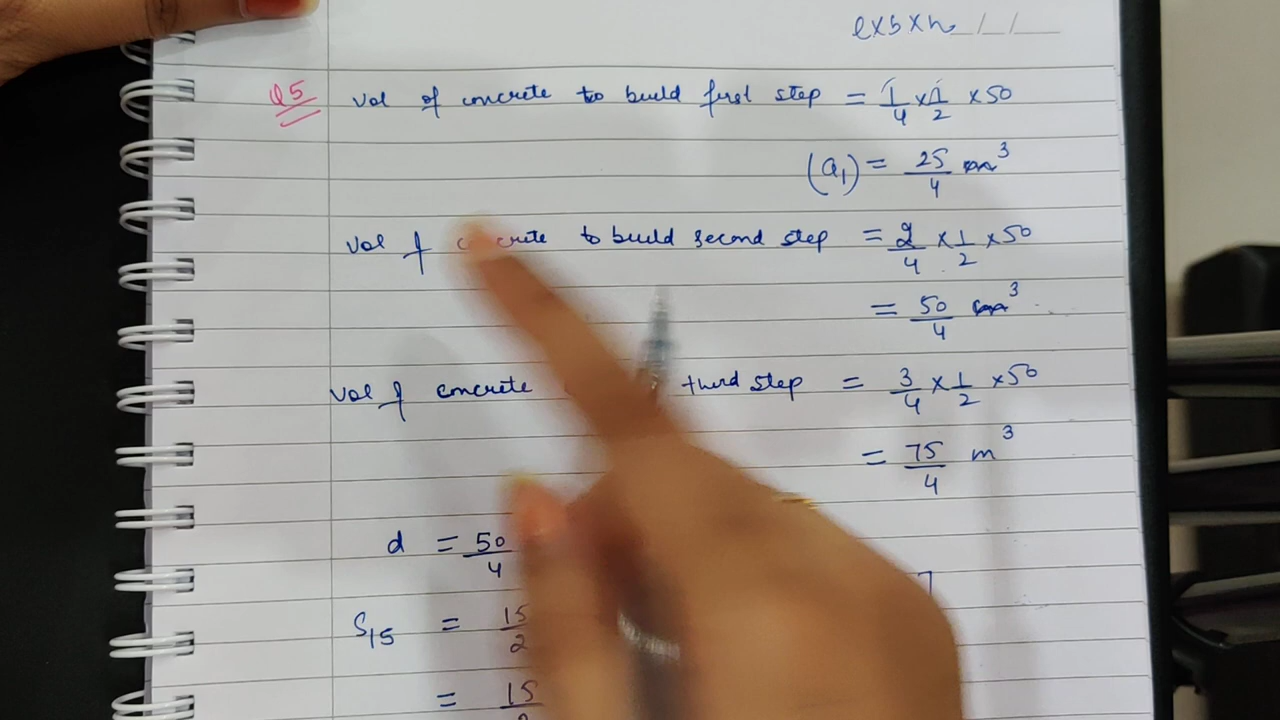 l×b×h / /
Q5 Vol of concrete to build first step = 1/4 × 1/2 × 50
(a₁) = 25/4 m³
Vol of concrete to build second step = 2/4 × 1/2 × 50
= 50/4 m³
Vol of concrete third step = 3/4 × 1/2 × 50
= 75/4 m³
d = 50/4
S₁₅ = 15/2
= 15